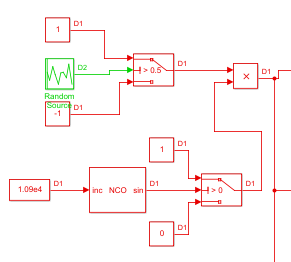 D1
1
D2
> 0.5
D1
×
D1
Random
Source
D1
-1
1
D1
D1
1.09e4
D1
inc NCO sin
D1
> 0
D1
0
D1